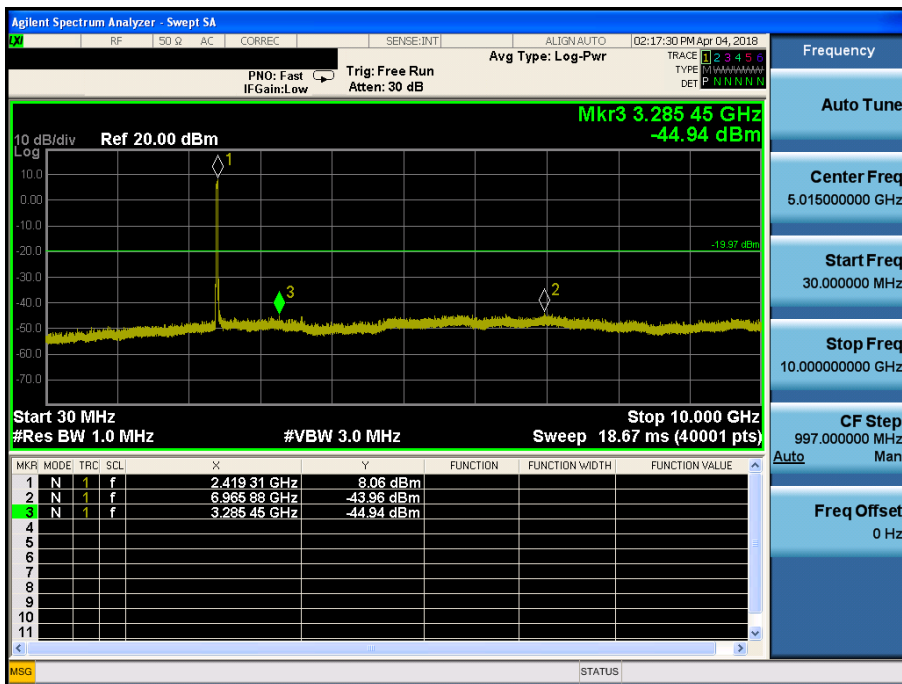 Agilent Spectrum Analyzer - Swept SA
LXI RF 50 Ω AC CORREC SENSE:INT ALIGN AUTO 02:17:30 PM Apr 04, 2018
PNO: Fast
IFGain:Low
Trig: Free Run
Atten: 30 dB
Avg Type: Log-Pwr
TRACE 1 2 3 4 5 6
TYPE M
DET P N N N N N
Mkr3 3.285 45 GHz
-44.94 dBm
10 dB/div Ref 20.00 dBm
Log
10.0
0.00
-10.0
-20.0
-30.0
-40.0
-50.0
-60.0
-70.0
1
-19.97 dBm
3
2
Start 30 MHz Stop 10.000 GHz
#Res BW 1.0 MHz #VBW 3.0 MHz Sweep 18.67 ms (40001 pts)
MKR MODE TRC SCL X Y FUNCTION FUNCTION WIDTH FUNCTION VALUE
1 N 1 f 2.419 31 GHz 8.06 dBm
2 N 1 f 6.965 88 GHz -43.96 dBm
3 N 1 f 3.285 45 GHz -44.94 dBm
4
5
6
7
8
9
10
11
MSG STATUS
Frequency
Auto Tune
Center Freq
5.015000000 GHz
Start Freq
30.000000 MHz
Stop Freq
10.000000000 GHz
CF Step
997.000000 MHz
Auto Man
Freq Offset
0 Hz